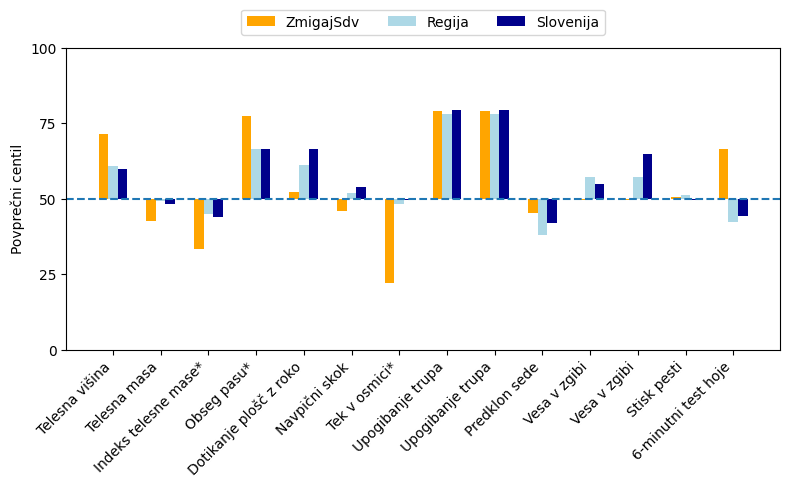 ZmigajSdv Regija Slovenija
Povprečni centil
100
75
50
25
0
Telesna višina
Telesna masa
Indeks telesne mase*
Obseg pasu*
Dotikanje plošč z roko
Navpični skok
Tek v osmici*
Upogibanje trupa
Upogibanje trupa
Predklon sede
Vesa v zgibi
Vesa v zgibi
Stisk pesti
6-minutni test hoje